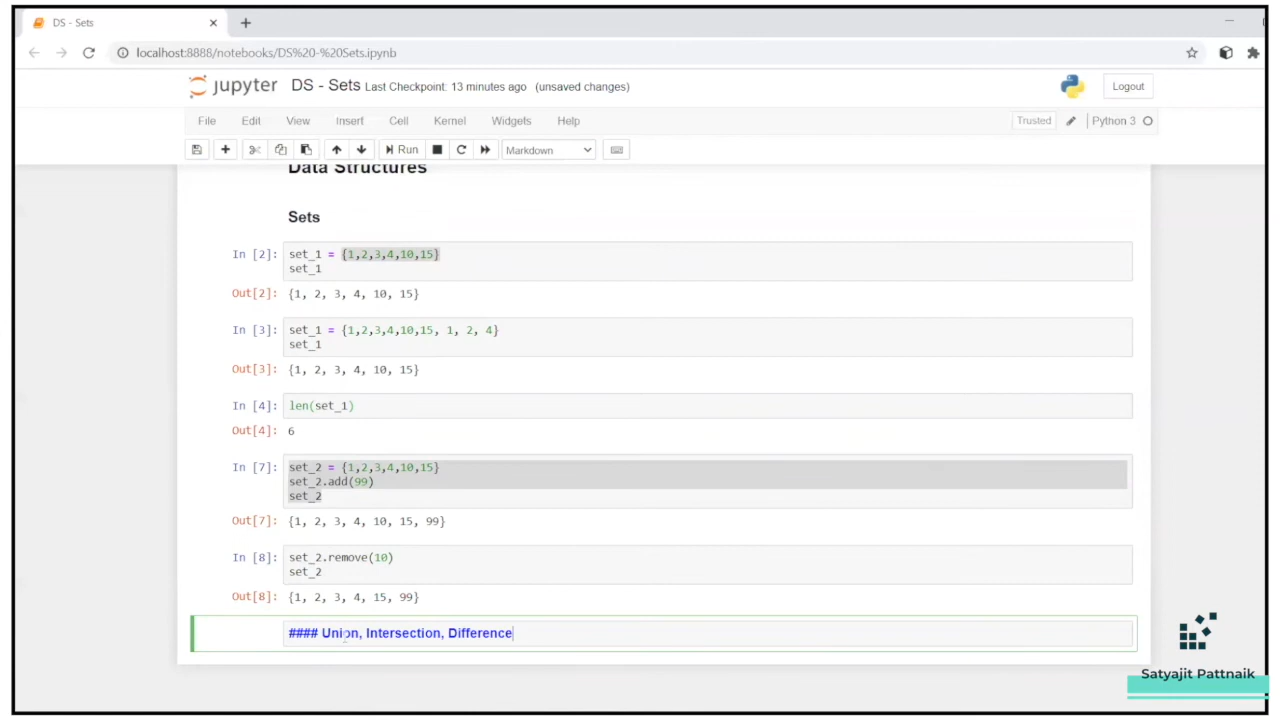 DS - Sets
localhost:8888/notebooks/DS%20-%20Sets.ipynb
jupyter DS - Sets Last Checkpoint: 13 minutes ago (unsaved changes) Logout
File Edit View Insert Cell Kernel Widgets Help Trusted Python 3
Run Markdown
Data Structures
Sets
In [2]: set_1 = {1,2,3,4,10,15}
set_1
Out[2]: {1, 2, 3, 4, 10, 15}
In [3]: set_1 = {1,2,3,4,10,15, 1, 2, 4}
set_1
Out[3]: {1, 2, 3, 4, 10, 15}
In [4]: len(set_1)
Out[4]: 6
In [7]: set_2 = {1,2,3,4,10,15}
set_2.add(99)
set_2
Out[7]: {1, 2, 3, 4, 10, 15, 99}
In [8]: set_2.remove(10)
set_2
Out[8]: {1, 2, 3, 4, 15, 99}
#### Union, Intersection, Difference
Satyajit Pattnaik